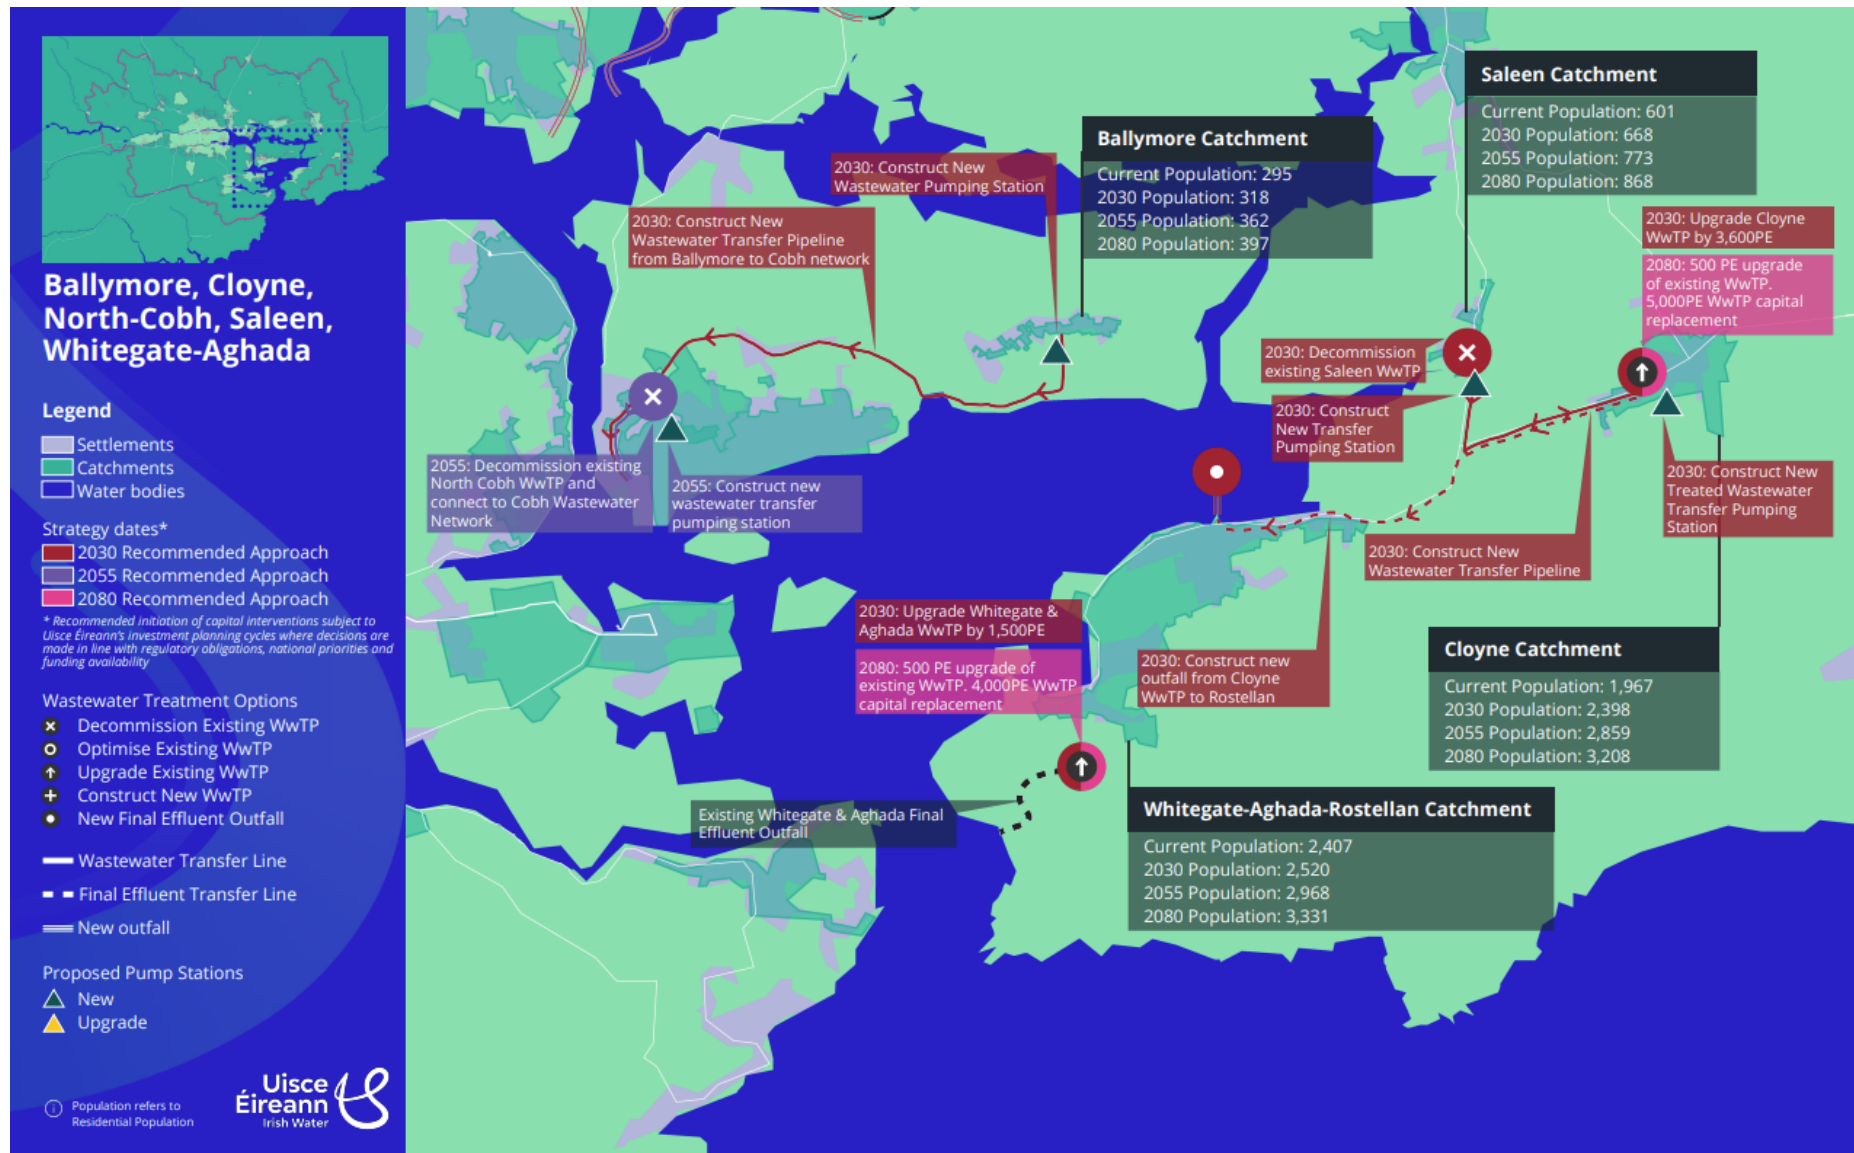 Ballymore, Cloyne,
North-Cobh, Saleen,
Whitegate-Aghada
Legend
Settlements
Catchments
Water bodies
Strategy dates*
2030 Recommended Approach
2055 Recommended Approach
2080 Recommended Approach
* Recommended initiation of capital interventions subject to
Uisce Éireann's investment planning cycles where decisions are
made in line with regulatory obligations, national priorities and
funding availability
Wastewater Treatment Options
Decommission Existing WwTP
Optimise Existing WwTP
Upgrade Existing WwTP
Construct New WwTP
New Final Effluent Outfall
Wastewater Transfer Line
Final Effluent Transfer Line
New outfall
Proposed Pump Stations
New
Upgrade
Population refers to
Residential Population
Uisce
Éireann
Irish Water
2030: Construct New
Wastewater Pumping Station
2030: Construct New
Wastewater Transfer Pipeline
from Ballymore to Cobh network
Ballymore Catchment
Current Population: 295
2030 Population: 318
2055 Population: 362
2080 Population: 397
Saleen Catchment
Current Population: 601
2030 Population: 668
2055 Population: 773
2080 Population: 868
2030: Upgrade Cloyne
WwTP by 3,600PE
2080: 500 PE upgrade
of existing WwTP.
5,000PE WwTP capital
replacement
2030: Decommission
existing Saleen WwTP
2030: Construct
New Transfer
Pumping Station
2055: Decommission existing
North Cobh WwTP and
connect to Cobh Wastewater
Network
2055: Construct new
wastewater transfer
pumping station
2030: Construct New
Treated Wastewater
Transfer Pumping
Station
2030: Construct New
Wastewater Transfer Pipeline
2030: Upgrade Whitegate &
Aghada WwTP by 1,500PE
2080: 500 PE upgrade of
existing WwTP. 4,000PE WwTP
capital replacement
2030: Construct new
outfall from Cloyne
WwTP to Rostellan
Cloyne Catchment
Current Population: 1,967
2030 Population: 2,398
2055 Population: 2,859
2080 Population: 3,208
Existing Whitegate & Aghada Final
Effluent Outfall
Whitegate-Aghada-Rostellan Catchment
Current Population: 2,407
2030 Population: 2,520
2055 Population: 2,968
2080 Population: 3,331